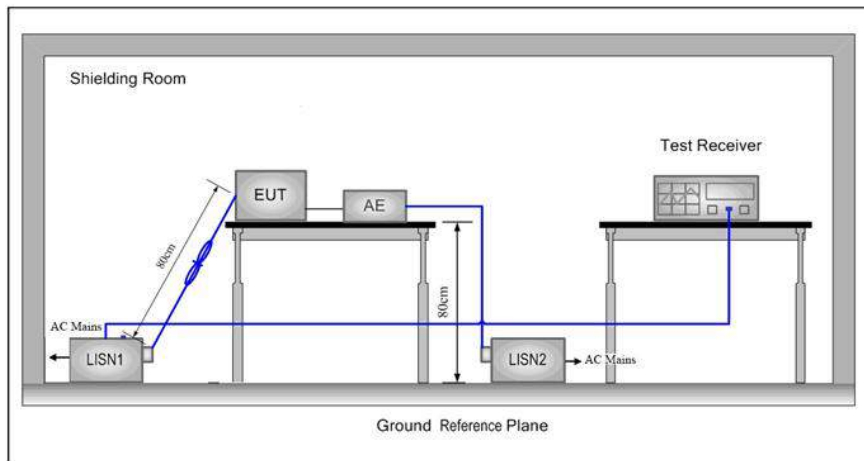 Shielding Room
Test Receiver
EUT
AE
80cm
80cm
AC Mains
LISN1
LISN2
AC Mains
Ground Reference Plane